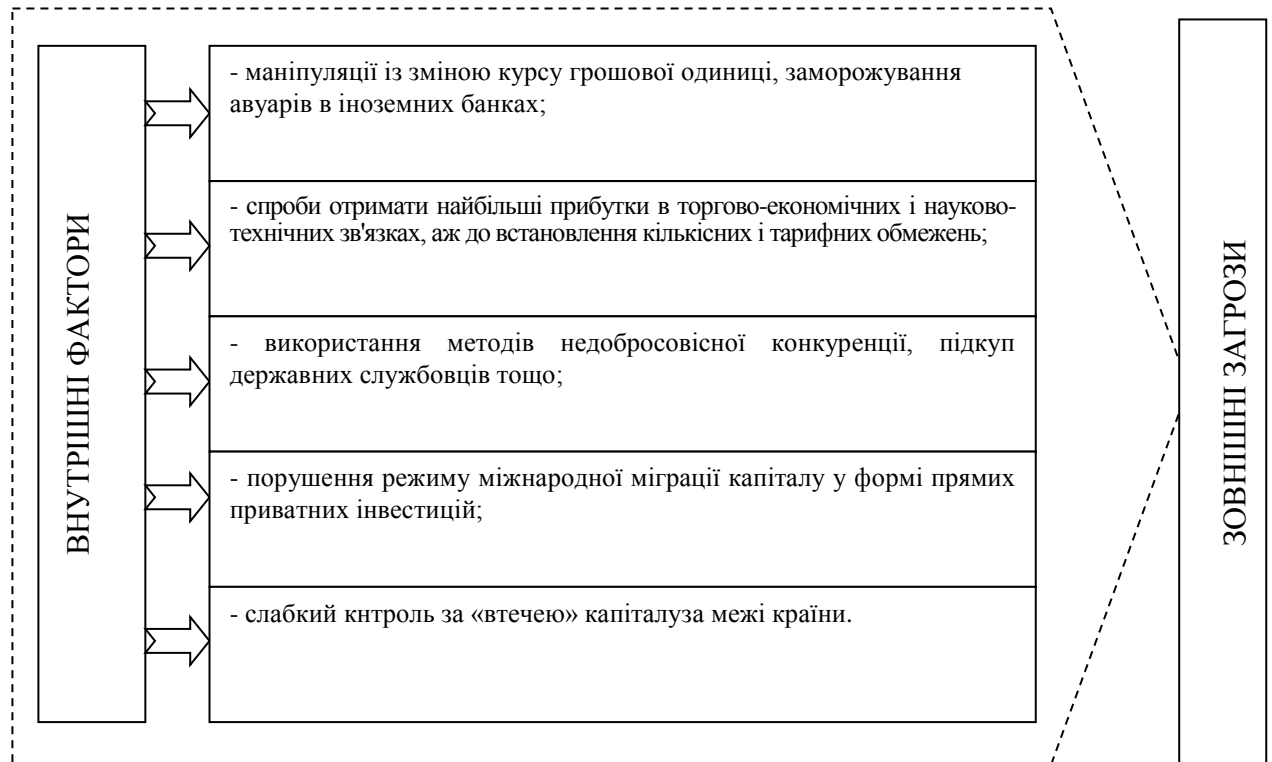 ВНУТРІШНІ ФАКТОРИ
- маніпуляції із зміною курсу грошової одиниці, заморожування
авуарів в іноземних банках;
- спроби отримати найбільші прибутки в торгово-економічних і науково-
технічних зв'язках, аж до встановлення кількісних і тарифних обмежень;
- використання методів недобросовісної конкуренції, підкуп
державних службовців тощо;
- порушення режиму міжнародної міграції капіталу у формі прямих
приватних інвестицій;
- слабкий кнтроль за «втечею» капіталуза межі країни.
ЗОВНІШНІ ЗАГРОЗИ